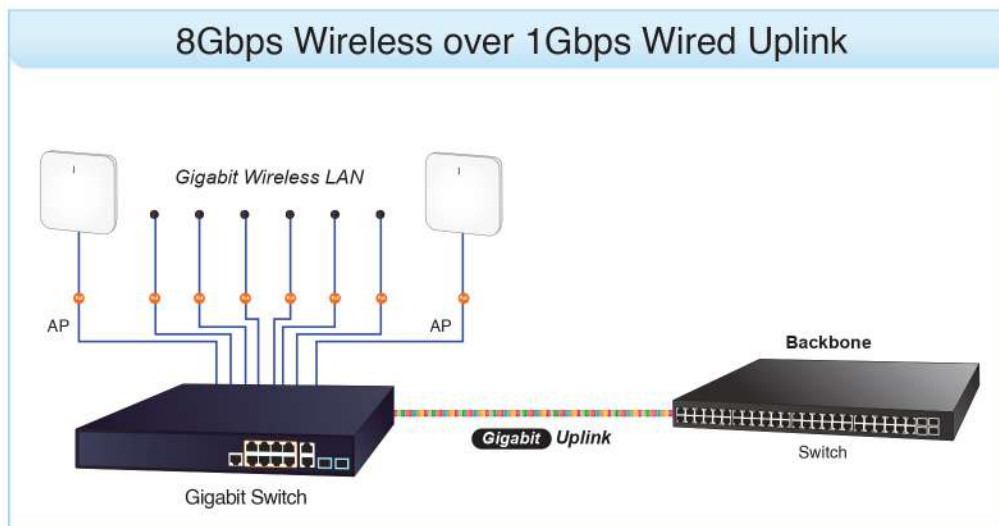 8Gbps Wireless over 1Gbps Wired Uplink
Gigabit Wireless LAN
AP
AP
Backbone
Gigabit Uplink
Switch
Gigabit Switch